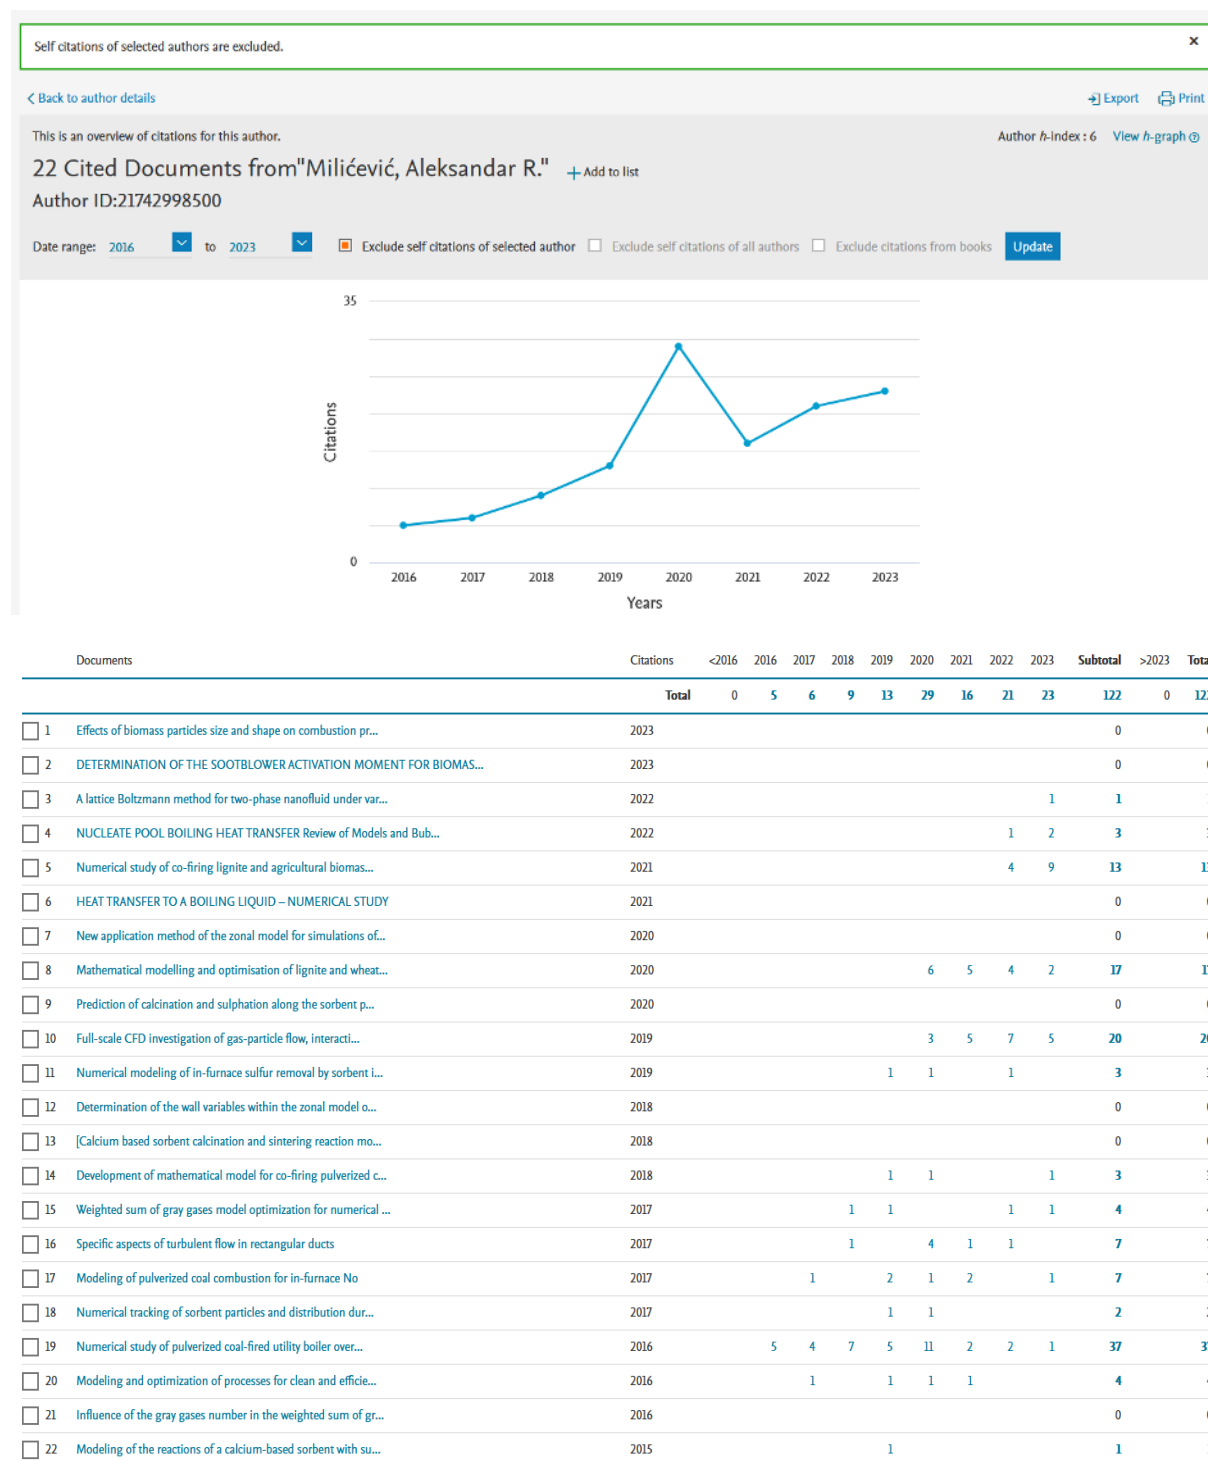 Self citations of selected authors are excluded. ×
Back to author details Export Print
This is an overview of citations for this author. Author h-index : 6 View h-graph
22 Cited Documents from"Milićević, Aleksandar R." + Add to list
Author ID:21742998500
Date range: 2016 to 2023 Exclude self citations of selected author Exclude self citations of all authors Exclude citations from books Update
35
Citations
0
2016 2017 2018 2019 2020 2021 2022 2023
Years
Documents Citations <2016 2016 2017 2018 2019 2020 2021 2022 2023 Subtotal >2023
Total 0 5 6 9 13 29 16 21 23 122 0
1 Effects of biomass particles size and shape on combustion pr... 2023 0
2 DETERMINATION OF THE SOOTBLOWER ACTIVATION MOMENT FOR BIOMAS... 2023 0
3 A lattice Boltzmann method for two-phase nanofluid under var... 2022 1 1
4 NUCLEATE POOL BOILING HEAT TRANSFER Review of Models and Bub... 2022 1 2 3
5 Numerical study of co-firing lignite and agricultural biomas... 2021 4 9 13
6 HEAT TRANSFER TO A BOILING LIQUID – NUMERICAL STUDY 2021 0
7 New application method of the zonal model for simulations of... 2020 0
8 Mathematical modelling and optimisation of lignite and wheat... 2020 6 5 4 2 17
9 Prediction of calcination and sulphation along the sorbent p... 2020 0
10 Full-scale CFD investigation of gas-particle flow, interacti... 2019 3 5 7 5 20
11 Numerical modeling of in-furnace sulfur removal by sorbent i... 2019 1 1 1 3
12 Determination of the wall variables within the zonal model o... 2018 0
13 [Calcium based sorbent calcination and sintering reaction mo... 2018 0
14 Development of mathematical model for co-firing pulverized c... 2018 1 1 1 3
15 Weighted sum of gray gases model optimization for numerical ... 2017 1 1 1 1 4
16 Specific aspects of turbulent flow in rectangular ducts 2017 1 4 1 1 7
17 Modeling of pulverized coal combustion for in-furnace No 2017 1 2 1 2 1 7
18 Numerical tracking of sorbent particles and distribution dur... 2017 1 1 2
19 Numerical study of pulverized coal-fired utility boiler over... 2016 5 4 7 5 11 2 2 1 37
20 Modeling and optimization of processes for clean and efficie... 2016 1 1 1 1 4
21 Influence of the gray gases number in the weighted sum of gr... 2016 0
22 Modeling of the reactions of a calcium-based sorbent with su... 2015 1 1